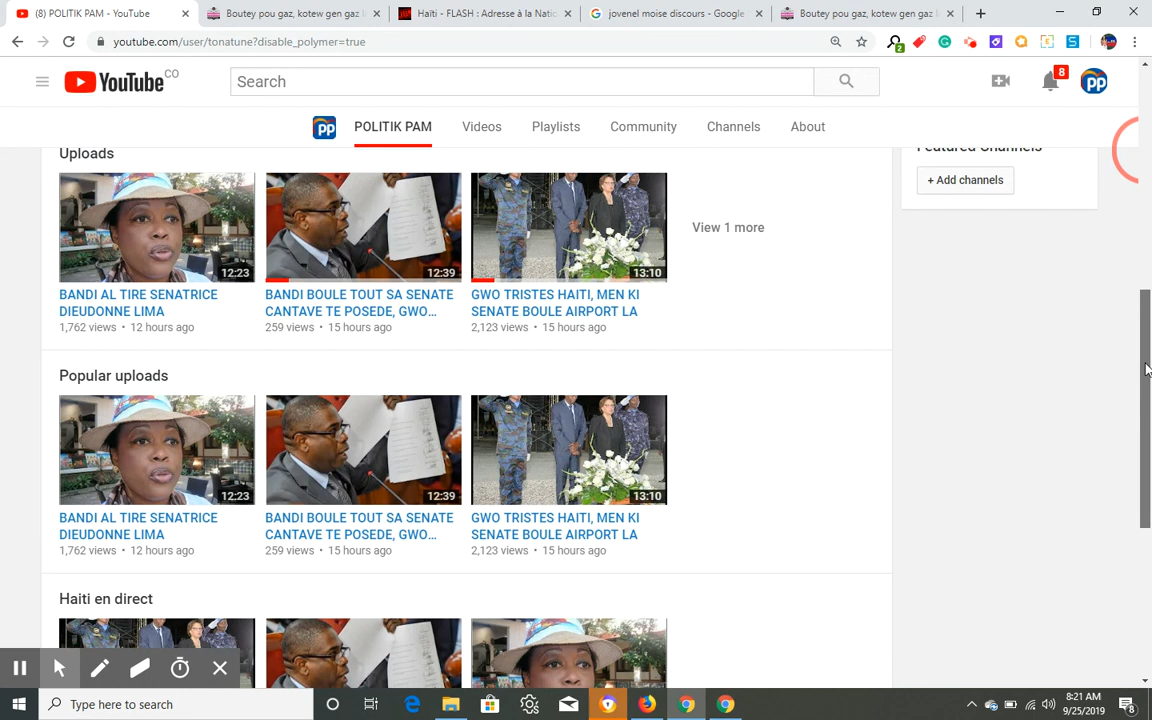 (8) POLITIK PAM - YouTube
Boutey pou gaz, kotew gen gaz
Haïti - FLASH : Adresse à la Natic
jovenel moise discours - Google
Boutey pou gaz, kotew gen gaz
youtube.com/user/tonatune?disable_polymer=true
2
YouTube CO
Search
8
pp
pp
POLITIK PAM
Videos
Playlists
Community
Channels
About
Uploads
Featured Channels
+ Add channels
12:23
12:39
13:10
View 1 more
BANDI AL TIRE SENATRICE
DIEUDONNE LIMA
1,762 views • 12 hours ago
BANDI BOULE TOUT SA SENATE
CANTAVE TE POSEDE, GWO...
259 views • 15 hours ago
GWO TRISTES HAITI, MEN KI
SENATE BOULE AIRPORT LA
2,123 views • 15 hours ago
Popular uploads
12:23
12:39
13:10
BANDI AL TIRE SENATRICE
DIEUDONNE LIMA
1,762 views • 12 hours ago
BANDI BOULE TOUT SA SENATE
CANTAVE TE POSEDE, GWO...
259 views • 15 hours ago
GWO TRISTES HAITI, MEN KI
SENATE BOULE AIRPORT LA
2,123 views • 15 hours ago
Haiti en direct
Type here to search
8:21 AM
9/25/2019
8